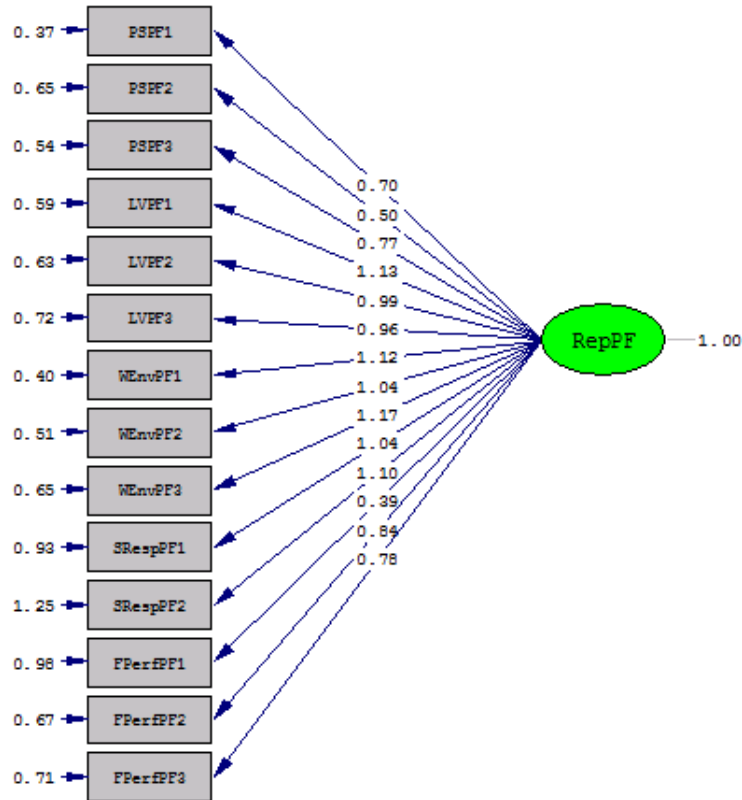 0.37 PSPF1
0.65 PSPF2
0.54 PSPF3
0.59 LVPF1
0.63 LVPF2
0.72 LVPF3
0.40 WEnvPF1
0.51 WEnvPF2
0.65 WEnvPF3
0.93 SRespPF1
1.25 SRespPF2
0.98 FPerfPF1
0.67 FPerfPF2
0.71 FPerfPF3
0.70
0.50
0.77
1.13
0.99
0.96
1.12
1.04
1.17
1.04
1.10
0.39
0.84
0.78
RepPF 1.00